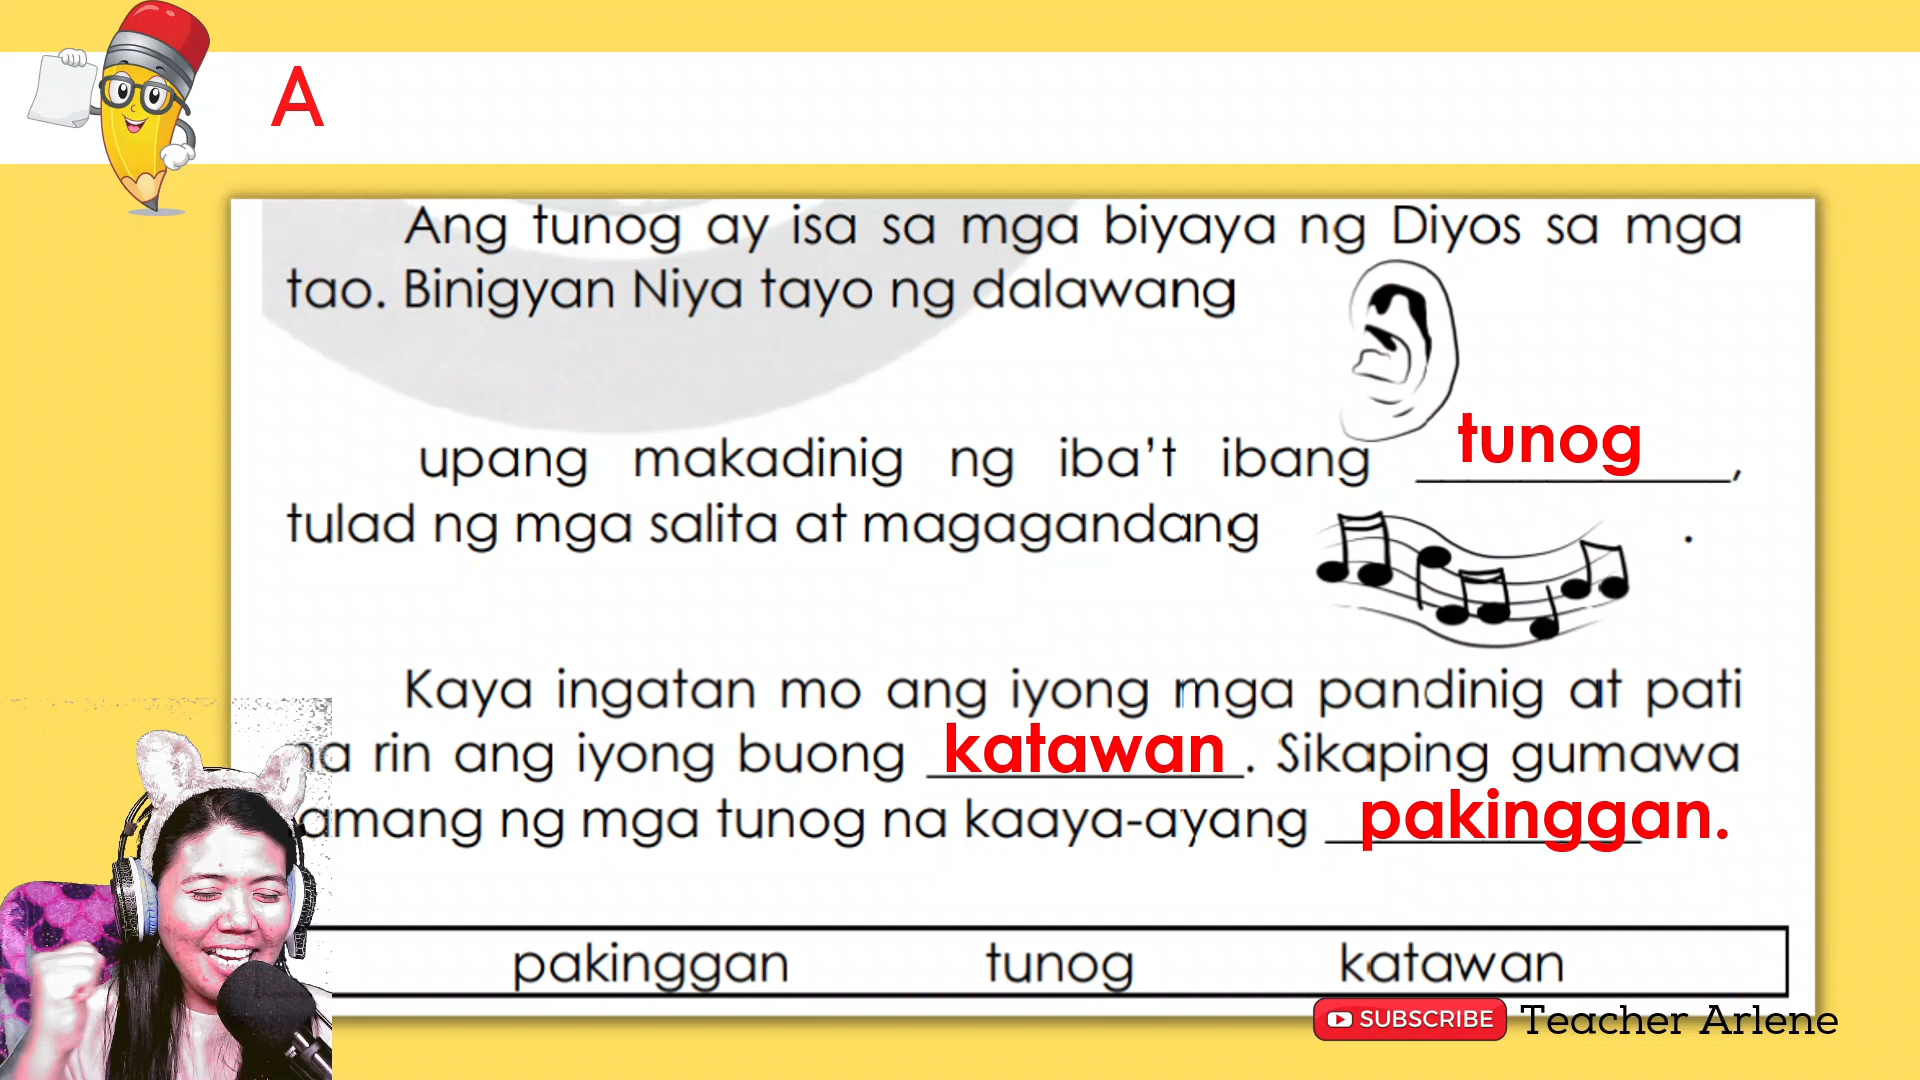 A
Ang tunog ay isa sa mga biyaya ng Diyos sa mga
tao. Binigyan Niya tayo ng dalawang
upang makadinig ng iba't ibang tunog,
tulad ng mga salita at magagandang .
Kaya ingatan mo ang iyong mga pandinig at pati
na rin ang iyong buong katawan. Sikaping gumawa
amang ng mga tunog na kaaya-ayang pakinggan.
pakinggan tunog katawan
SUBSCRIBE Teacher Arlene